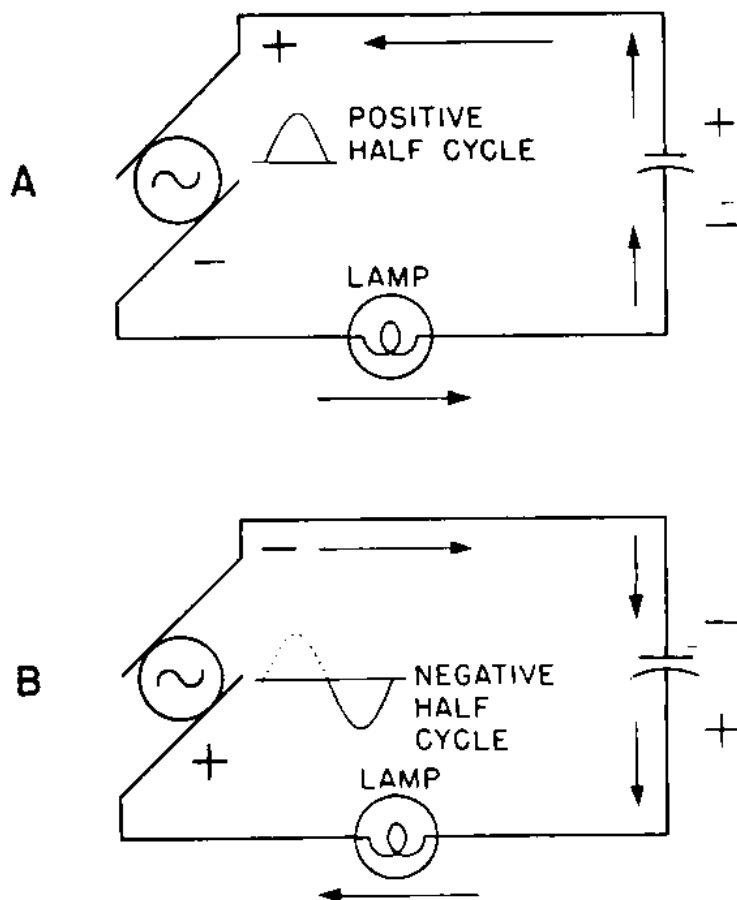 A
+
POSITIVE
HALF CYCLE
+
−
−
LAMP
B
−
NEGATIVE
HALF
CYCLE
−
+
+
LAMP